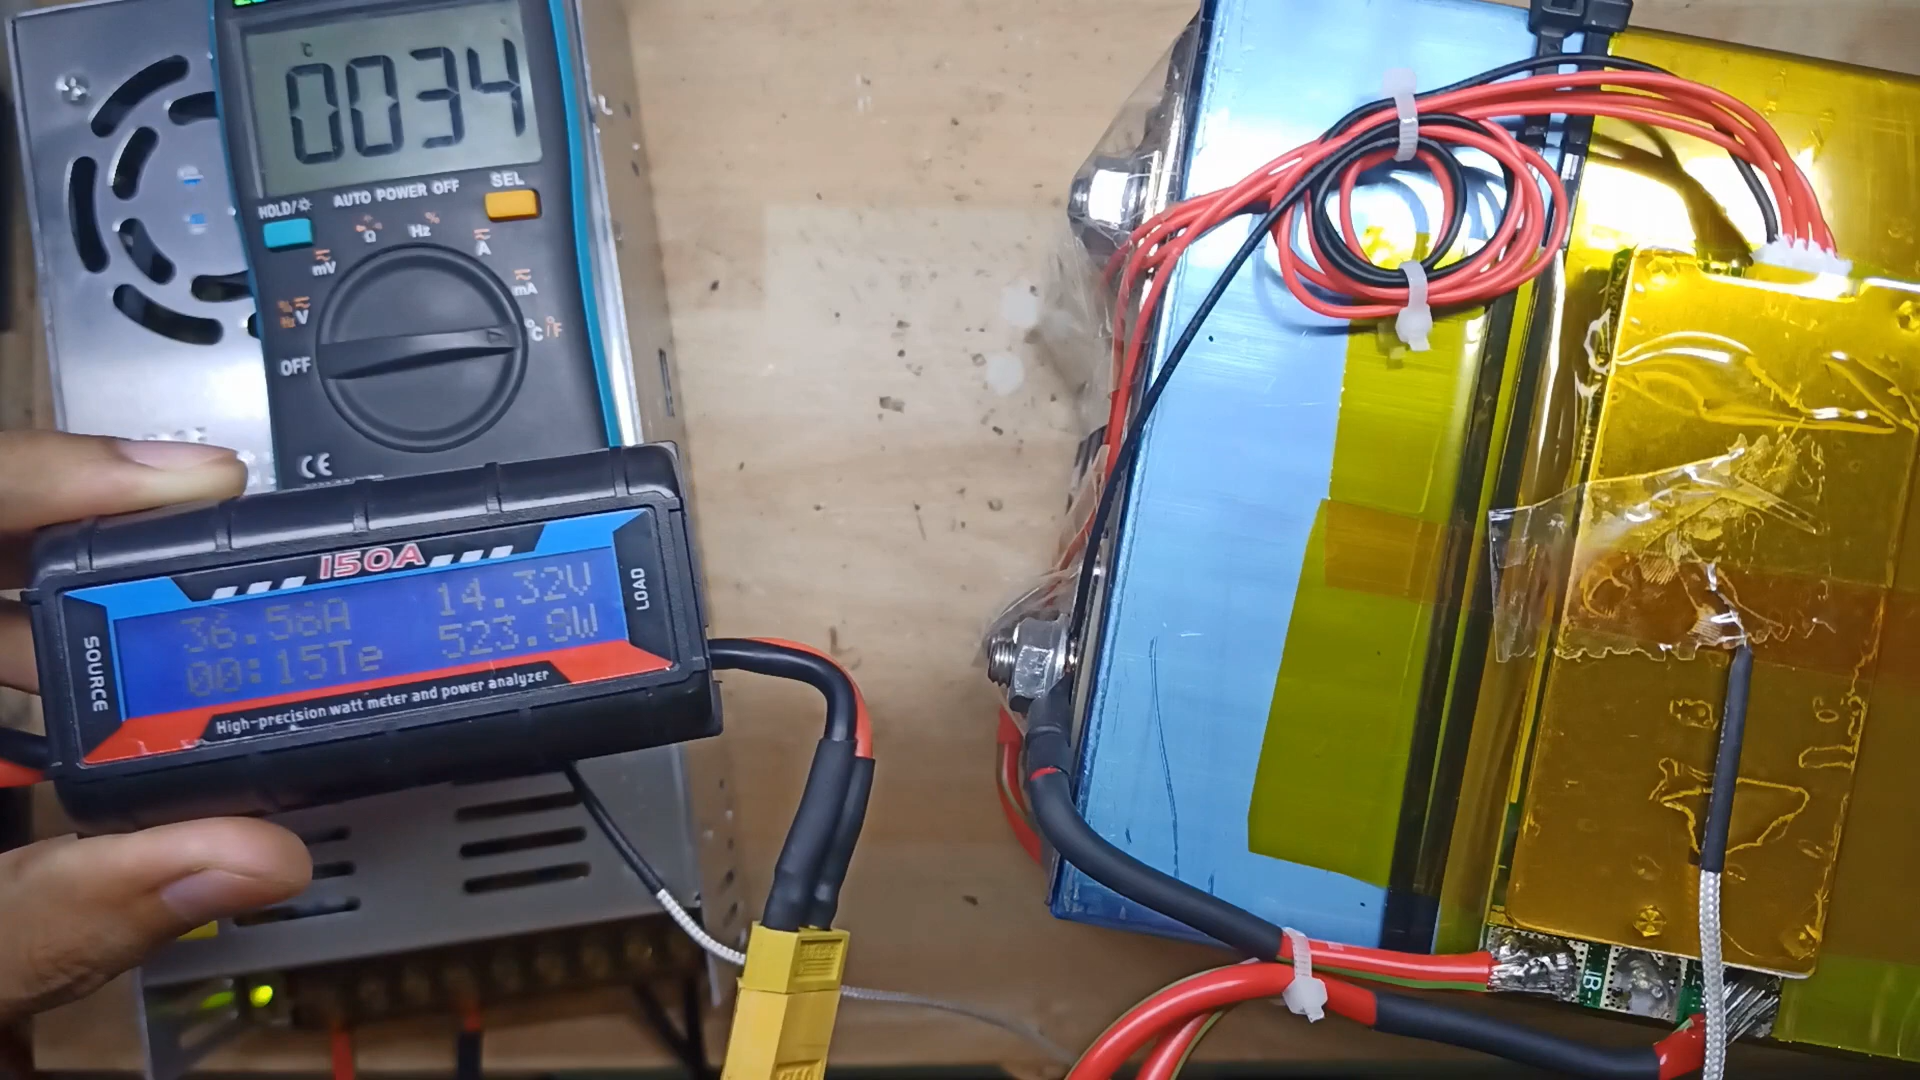 °C
0034
AUTO POWER OFF
SEL
HOLD/
Ω
Hz %
A
mV
mA
Hz % V
°C °F
OFF
CE
150A
36.56A 14.32V
00:15Te 523.8W
SOURCE
LOAD
High-precision watt meter and power analyzer
B-